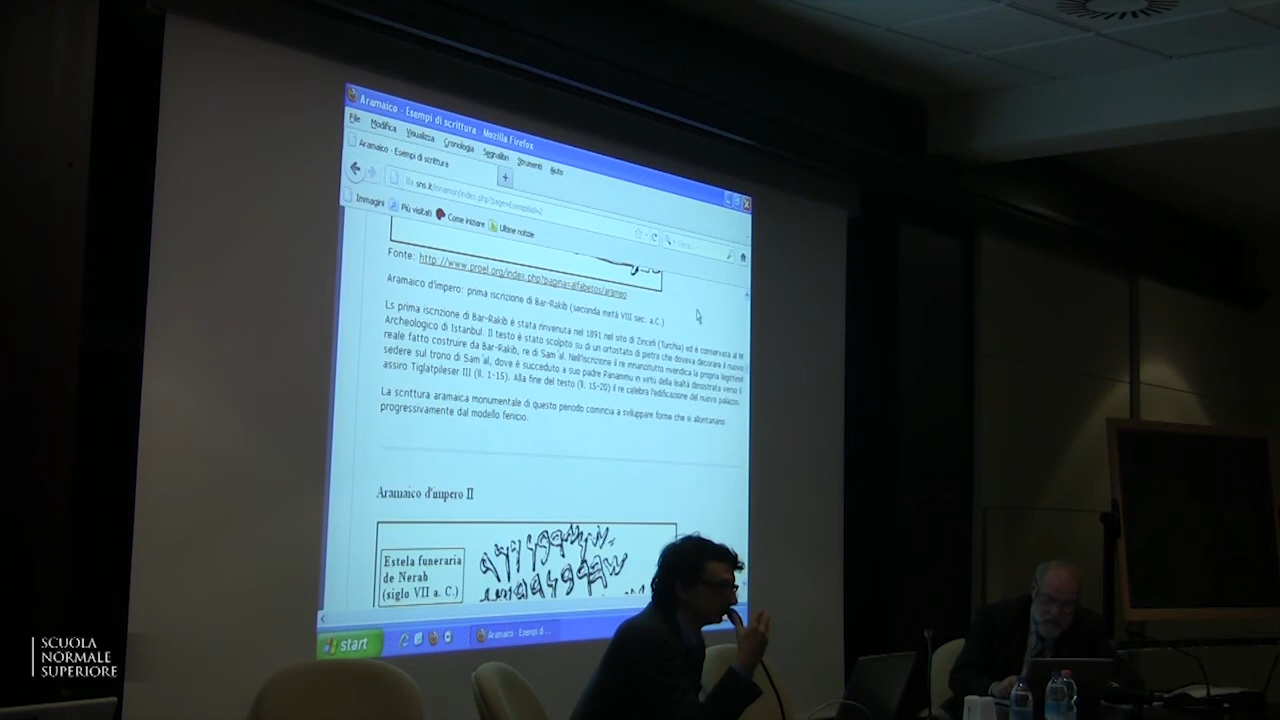 Aramaico - Esempi di scrittura - Mozilla Firefox
File Modifica Visualizza Cronologia Segnalibri Strumenti Aiuto
Aramaico - Esempi di scrittura
+
Immagini Più visitati Come iniziare Ultime notizie
Fonte: http://www.proel.org/index.php?pagina=alfabetos/arameo
Aramaico d'impero: prima iscrizione di Bar-Rakib (seconda metà VIII sec. a.C.)
Ls prima iscrizione di Bar-Rakib è stata rinvenuta nel 1891 nel sito di Zincirli (Turchia) ed è conservata al M
Archeologico di Istanbul. Il testo è stato scolpito su di un ortostato di pietra che doveva decorare il nuovo
reale fatto costruire da Bar-Rakib, re di Sam'al. Nell'iscrizione il re innanzitutto rivendica la propria legittimit
sedere sul trono di Sam'al, dove è succeduto a suo padre Panammu in virtù della lealtà dimostrata verso il
assiro Tiglatpileser III (ll. 1-15). Alla fine del testo (ll. 15-20) il re celebra l'edificazione del nuovo palazzo.
La scrittura aramaica monumentale di questo periodo comincia a sviluppare forme che si allontanano
progressivamente dal modello fenicio.
Aramaico d'impero II
Estela funeraria
de Nerab
(siglo VII a. C.)
start
Aramaico - Esempi di ...
SCUOLA
NORMALE
SUPERIORE